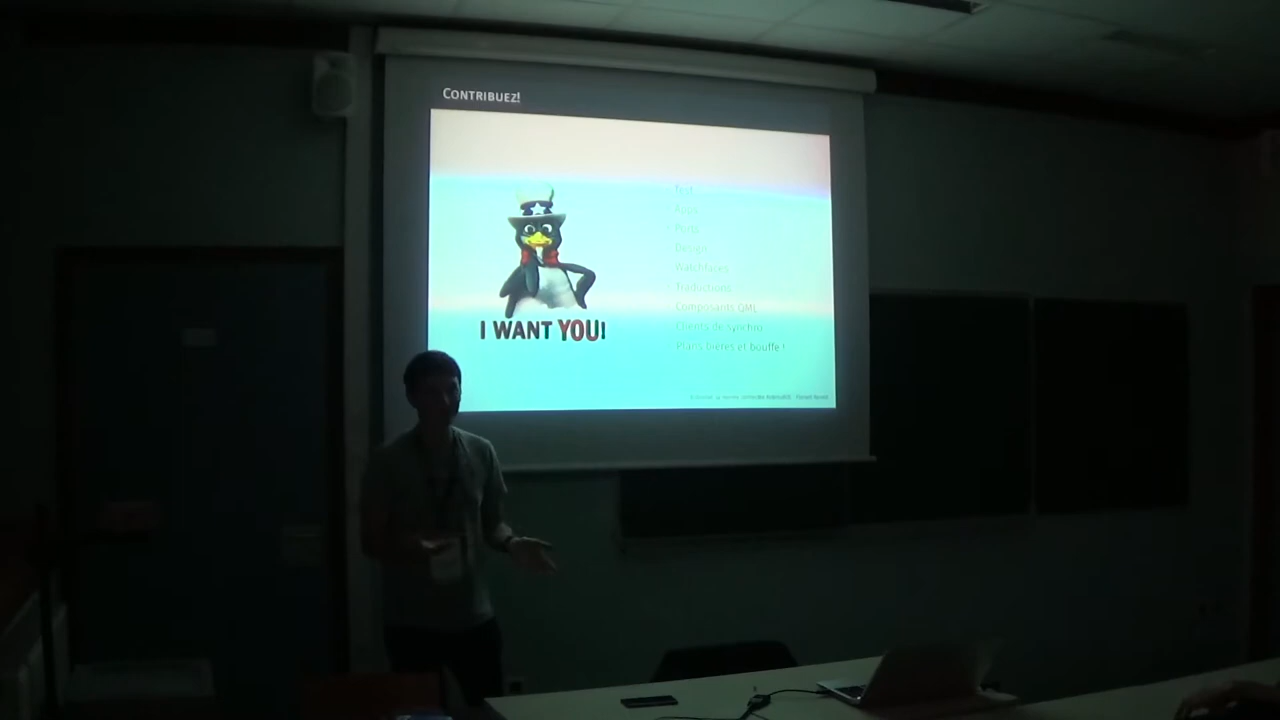 CONTRIBUEZ!
I WANT YOU!
Test
Apps
Ports
Design
Watchfaces
Traductions
Composants QML
Clients de synchro
Plans bières et bouffe !